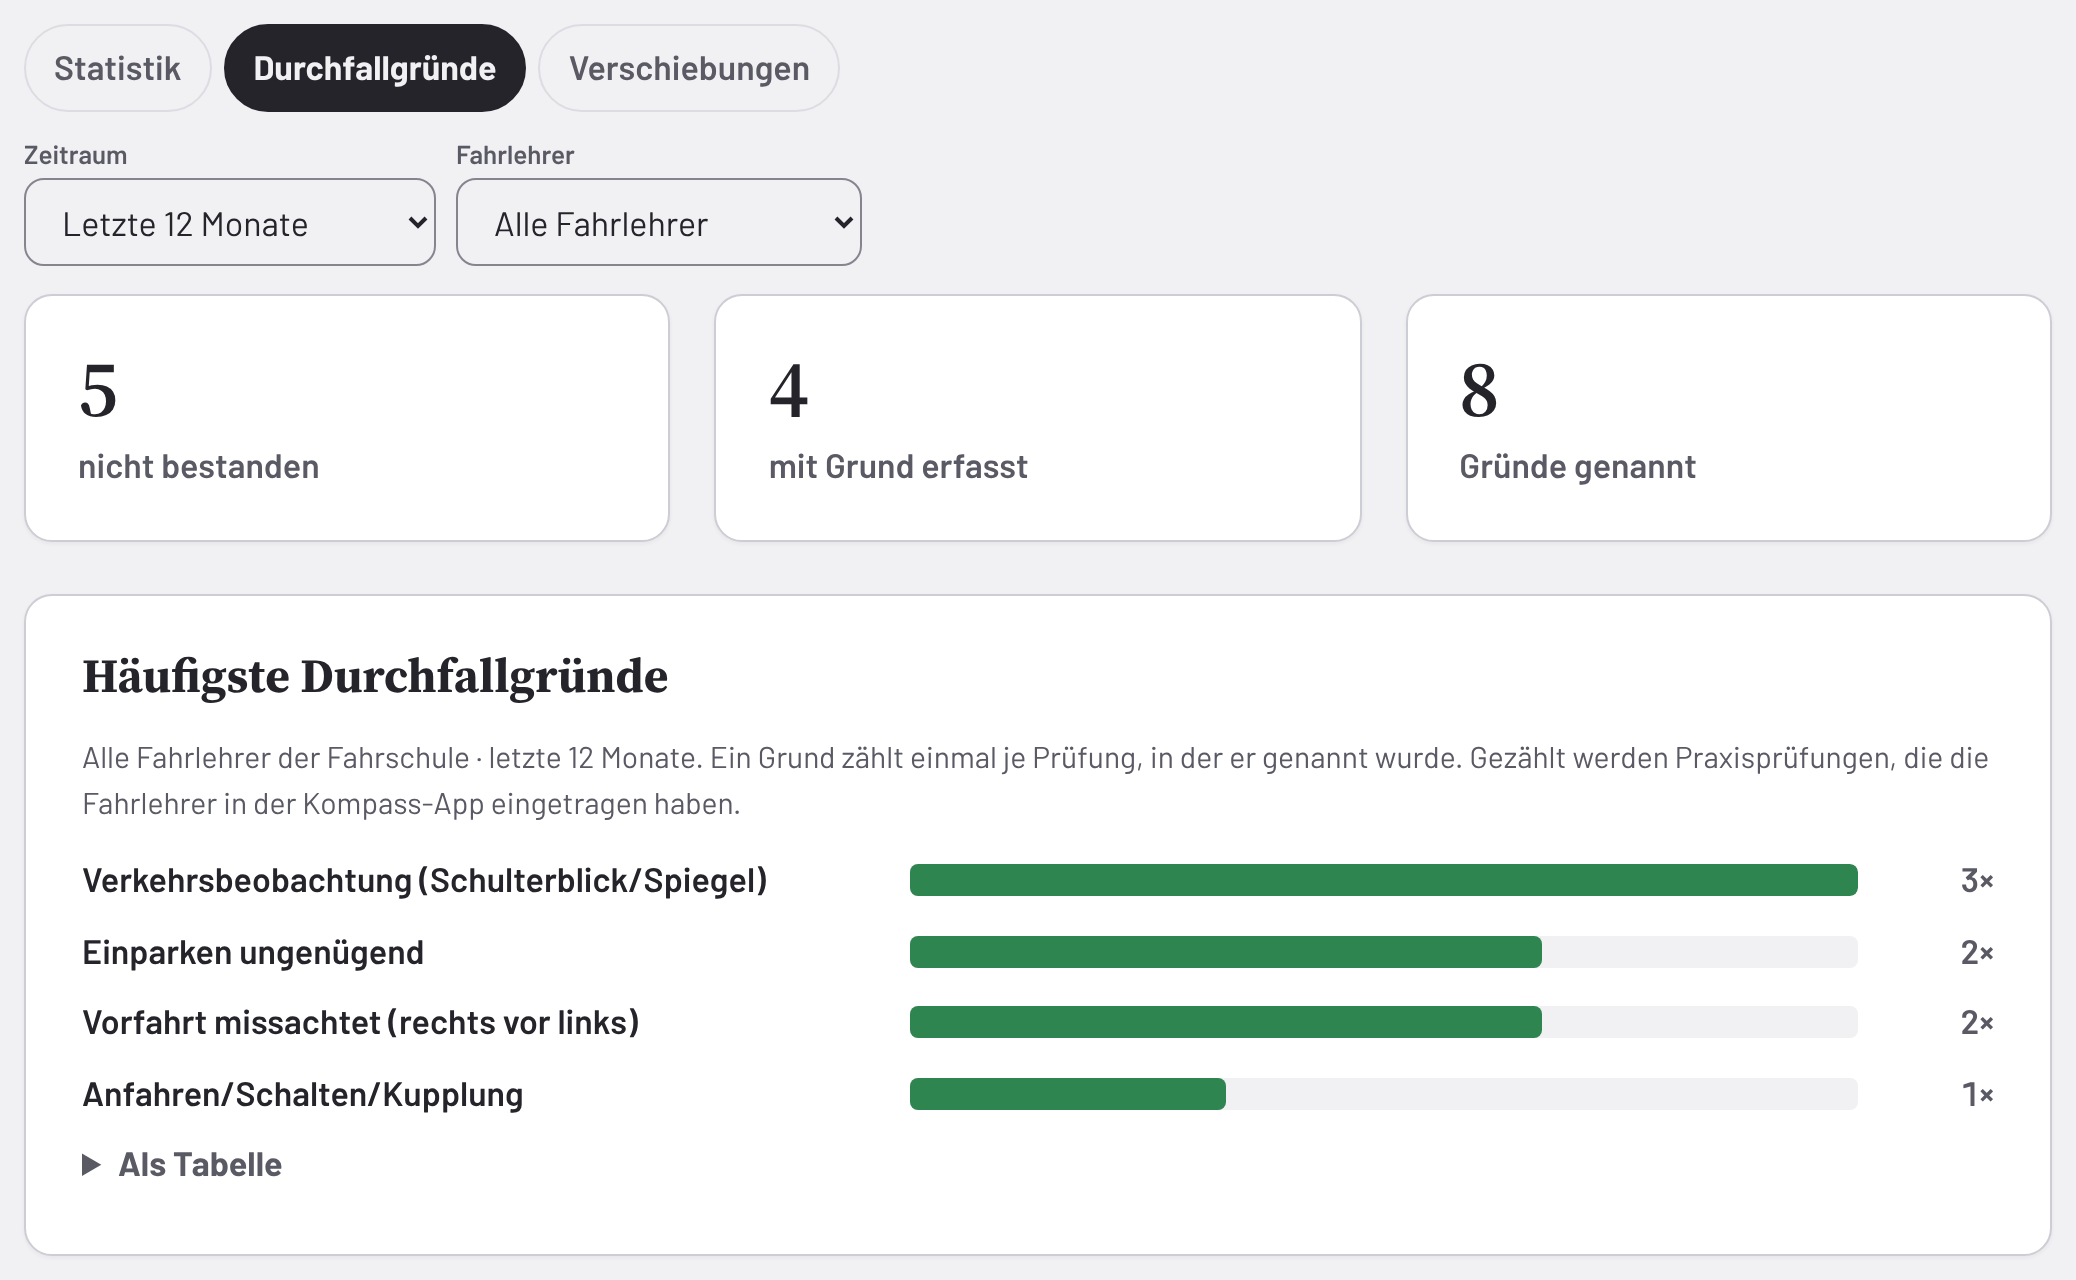 Statistik Durchfallgründe Verschiebungen
Zeitraum Fahrlehrer
Letzte 12 Monate Alle Fahrlehrer
5 4 8
nicht bestanden mit Grund erfasst Gründe genannt
Häufigste Durchfallgründe
Alle Fahrlehrer der Fahrschule · letzte 12 Monate. Ein Grund zählt einmal je Prüfung, in der er genannt wurde. Gezählt werden Praxisprüfungen, die die
Fahrlehrer in der Kompass-App eingetragen haben.
Verkehrsbeobachtung (Schulterblick/Spiegel) 3×
Einparken ungenügend 2×
Vorfahrt missachtet (rechts vor links) 2×
Anfahren/Schalten/Kupplung 1×
Als Tabelle